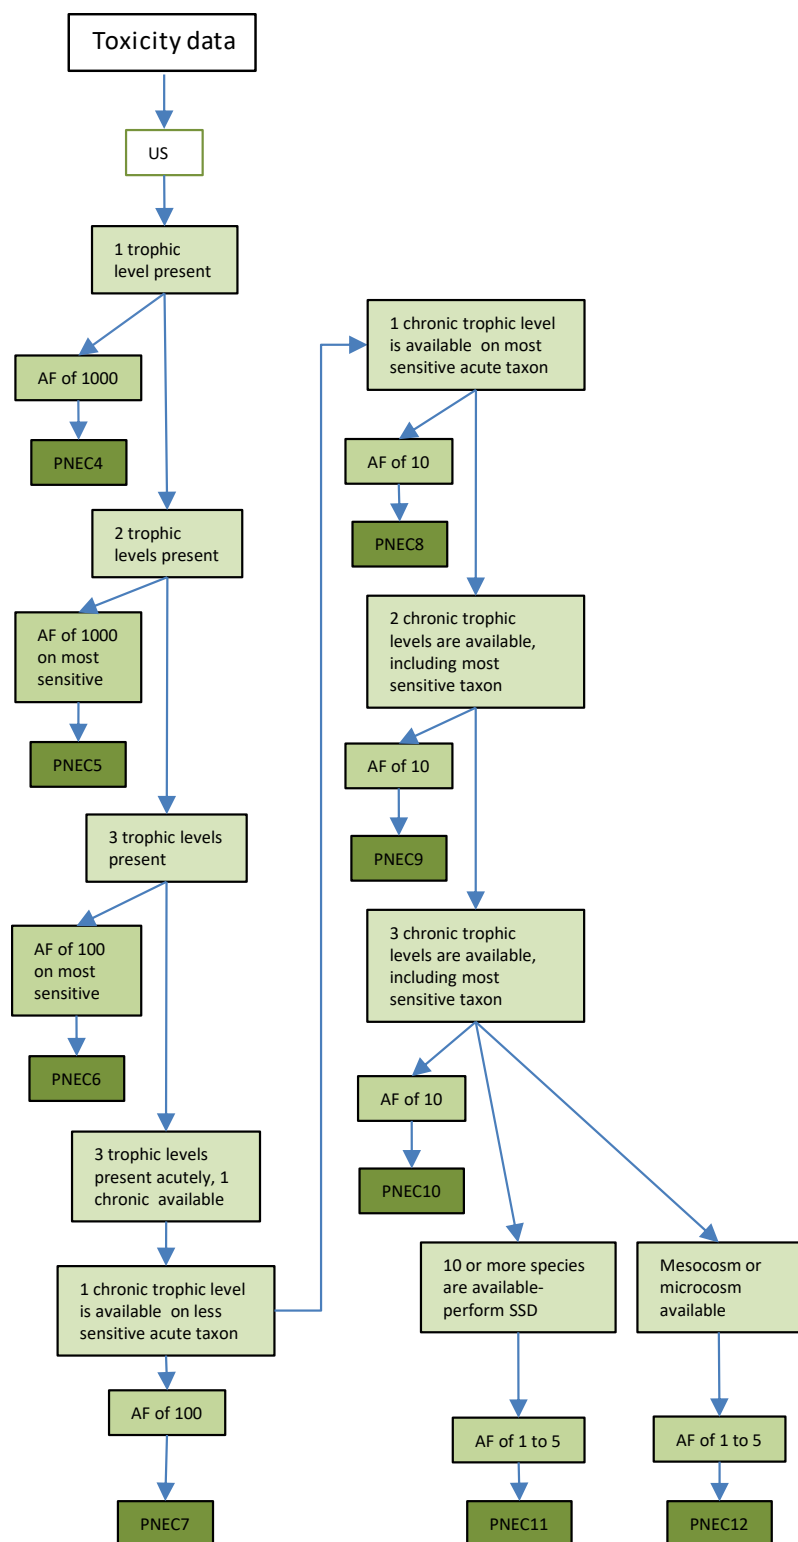 Toxicity data
US
1 trophic
level present
AF of 1000
PNEC4
2 trophic
levels present
AF of 1000
on most
sensitive
PNEC5
3 trophic levels
present
AF of 100
on most
sensitive
PNEC6
3 trophic levels
present acutely, 1
chronic available
1 chronic trophic level
is available on less
sensitive acute taxon
AF of 100
PNEC7
1 chronic trophic level
is available on most
sensitive acute taxon
AF of 10
PNEC8
2 chronic trophic
levels are available,
including most
sensitive taxon
AF of 10
PNEC9
3 chronic trophic
levels are available,
including most
sensitive taxon
AF of 10
PNEC10
10 or more species
are available-
perform SSD
AF of 1 to 5
PNEC11
Mesocosm or
microcosm
available
AF of 1 to 5
PNEC12